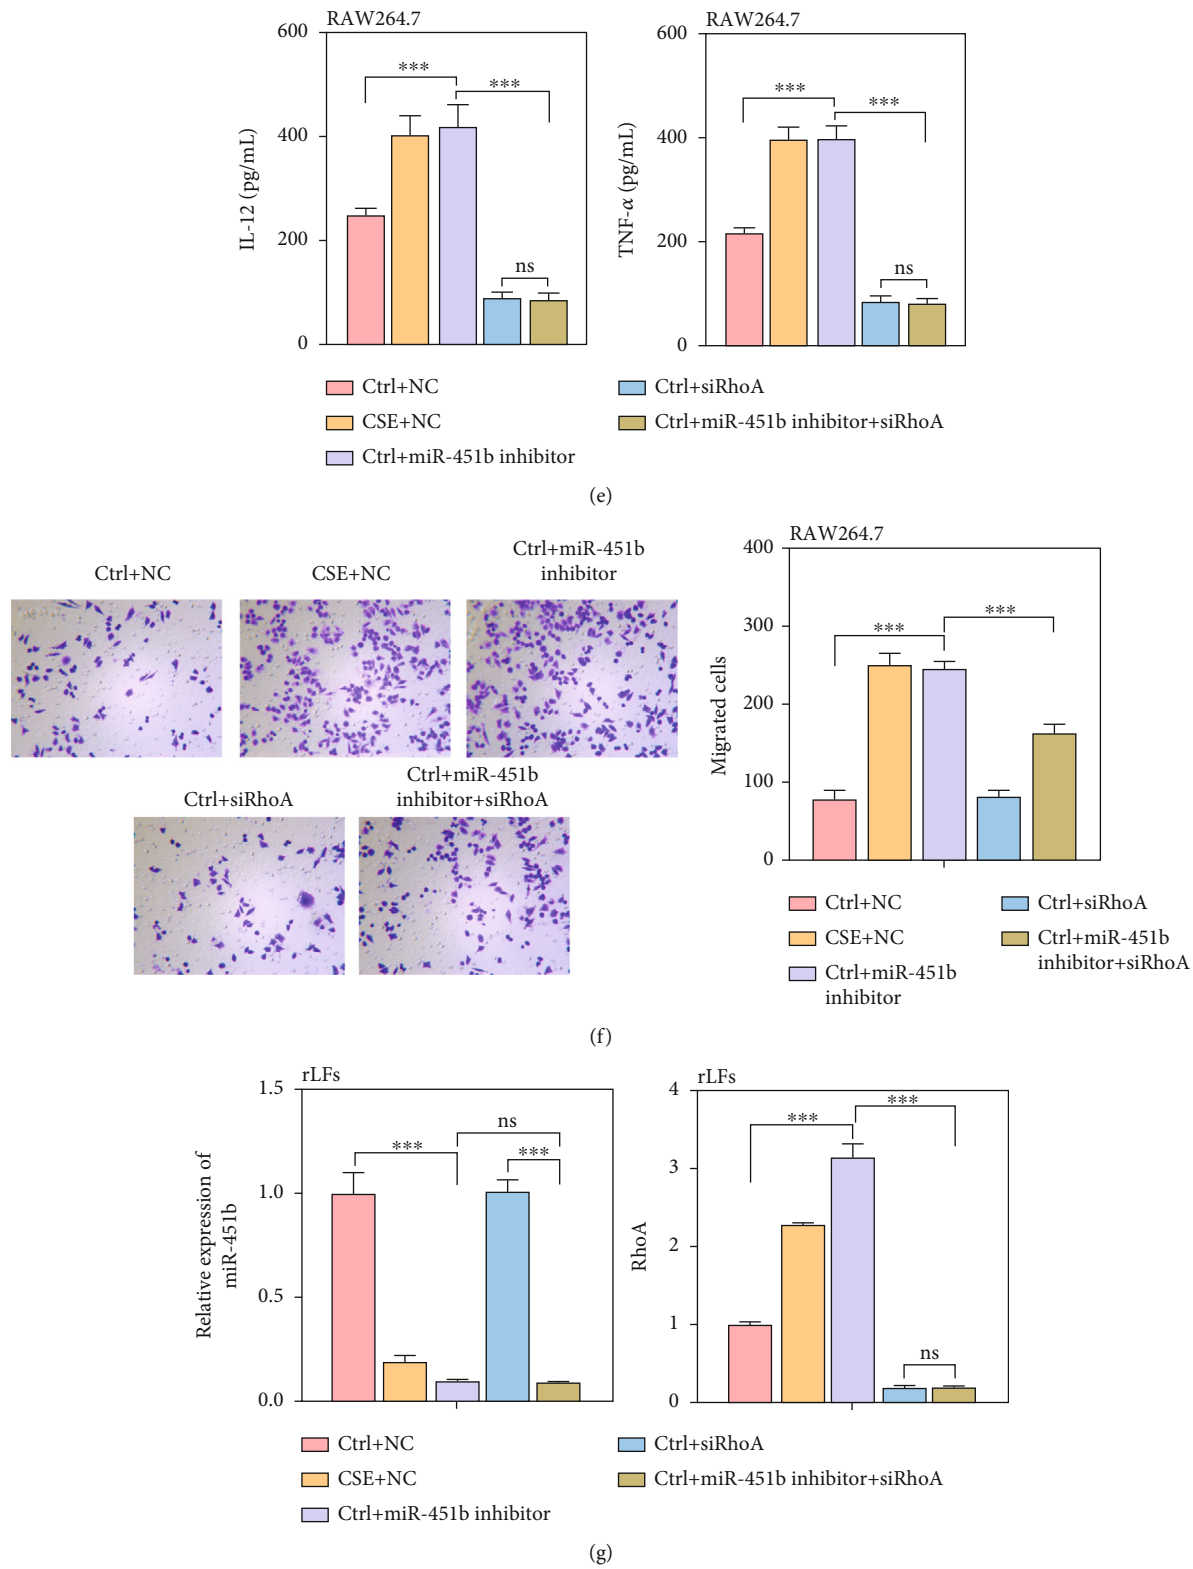 RAW264.7
600
400
200
0
IL-12 (pg/mL)
***
***
ns
RAW264.7
600
400
200
0
TNF-α (pg/mL)
***
***
ns
Ctrl+NC
CSE+NC
Ctrl+miR-451b inhibitor
Ctrl+siRhoA
Ctrl+miR-451b inhibitor+siRhoA
(e)
Ctrl+NC
CSE+NC
Ctrl+miR-451b
inhibitor
Ctrl+siRhoA
Ctrl+miR-451b
inhibitor+siRhoA
RAW264.7
400
300
200
100
0
Migrated cells
***
***
Ctrl+NC
CSE+NC
Ctrl+miR-451b
inhibitor
Ctrl+siRhoA
Ctrl+miR-451b
inhibitor+siRhoA
(f)
rLFs
1.5
1.0
0.5
0.0
Relative expression of
miR-451b
***
ns
***
rLFs
4
3
2
1
0
RhoA
***
***
ns
Ctrl+NC
CSE+NC
Ctrl+miR-451b inhibitor
Ctrl+siRhoA
Ctrl+miR-451b inhibitor+siRhoA
(g)